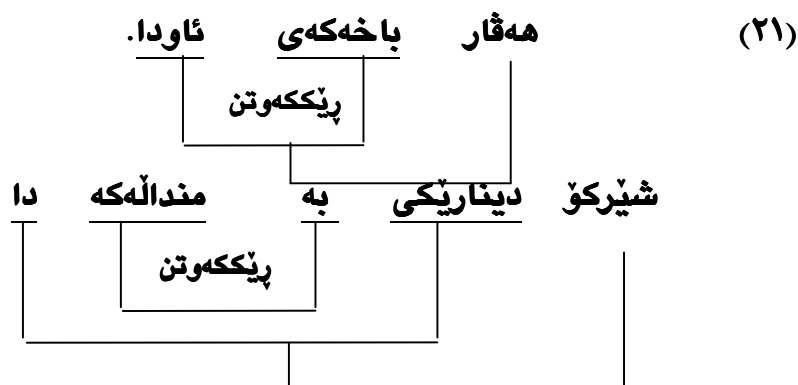 (٢١) هەڤار باخەکەی ئاودا.
ڕێککەوتن
شێرکۆ دینارێکی بە منداڵەکە دا
ڕێککەوتن